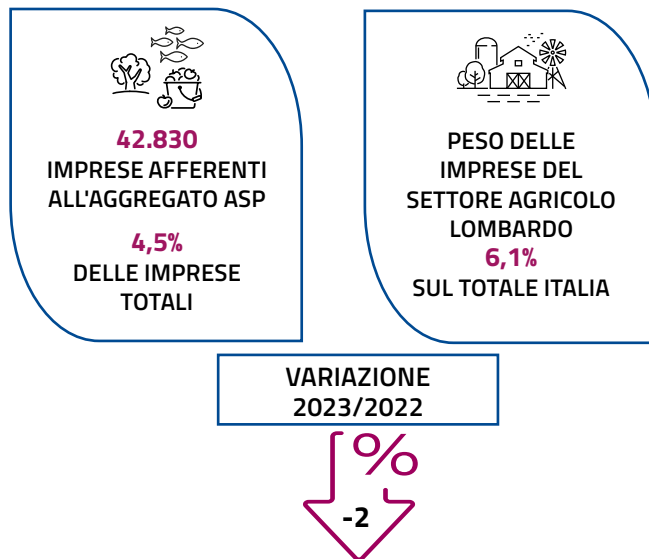 42.830
IMPRESE AFFERENTI
ALL'AGGREGATO ASP
4,5%
DELLE IMPRESE
TOTALI
PESO DELLE
IMPRESE DEL
SETTORE AGRICOLO
LOMBARDO
6,1%
SUL TOTALE ITALIA
VARIAZIONE
2023/2022
%
-2